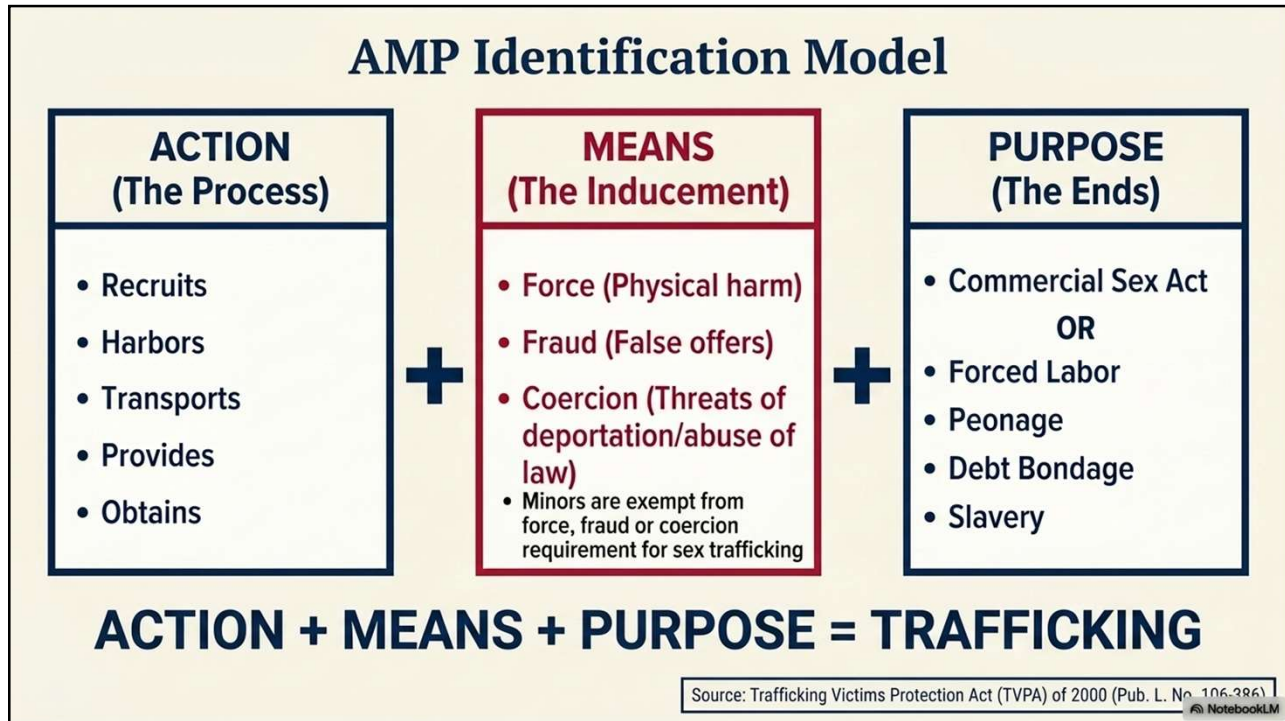 AMP Identification Model
ACTION
(The Process)
• Recruits
• Harbors
• Transports
• Provides
• Obtains
+
MEANS
(The Inducement)
• Force (Physical harm)
• Fraud (False offers)
• Coercion (Threats of
deportation/abuse of
law)
• Minors are exempt from
force, fraud or coercion
requirement for sex trafficking
+
PURPOSE
(The Ends)
• Commercial Sex Act
OR
• Forced Labor
• Peonage
• Debt Bondage
• Slavery
ACTION + MEANS + PURPOSE = TRAFFICKING
Source: Trafficking Victims Protection Act (TVPA) of 2000 (Pub. L. No. 106-386)
NotebookLM